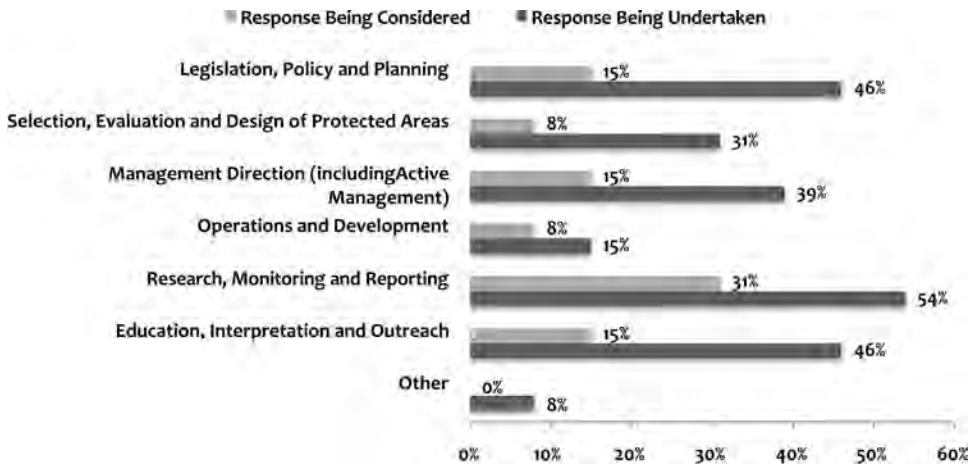 Response Being Considered Response Being Undertaken
Legislation, Policy and Planning
15%
46%
Selection, Evaluation and Design of Protected Areas
8%
31%
Management Direction (includingActive
Management)
15%
39%
Operations and Development
8%
15%
Research, Monitoring and Reporting
31%
54%
Education, Interpretation and Outreach
15%
46%
Other
0%
8%
0% 10% 20% 30% 40% 50% 60%